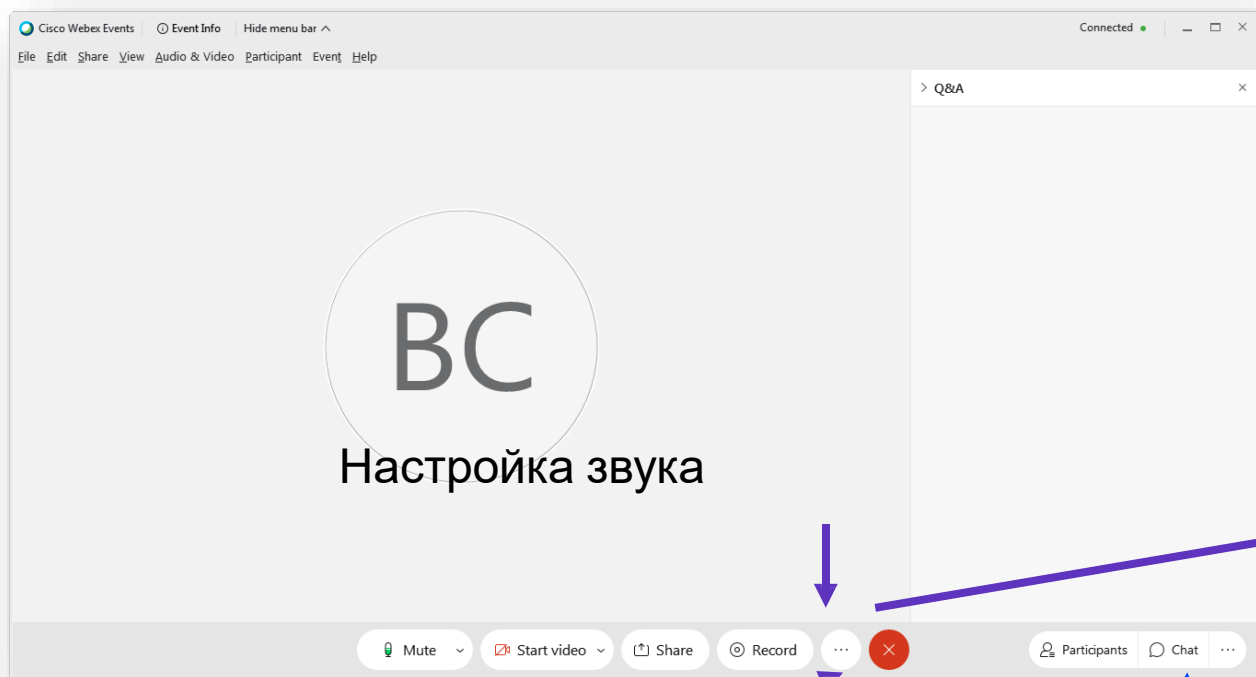 Cisco Webex Events Event Info Hide menu bar Connected
File Edit Share View Audio & Video Participant Event Help
Q&A
BC
Настройка звука
Mute Start video Share Record Participants Chat